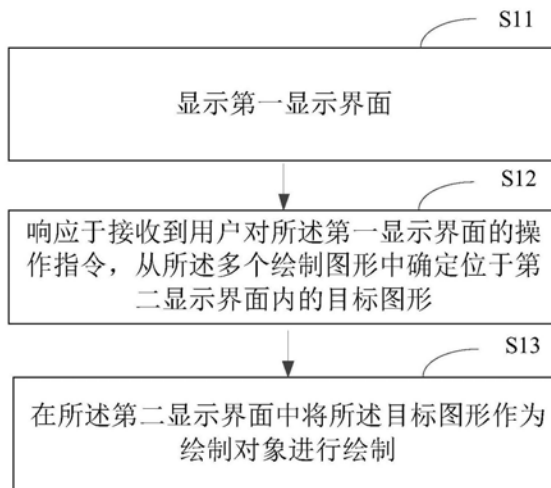 S11
显示第一显示界面
S12
响应于接收到用户对所述第一显示界面的操
作指令，从所述多个绘制图形中确定位于第
二显示界面内的目标图形
S13
在所述第二显示界面中将所述目标图形作为
绘制对象进行绘制